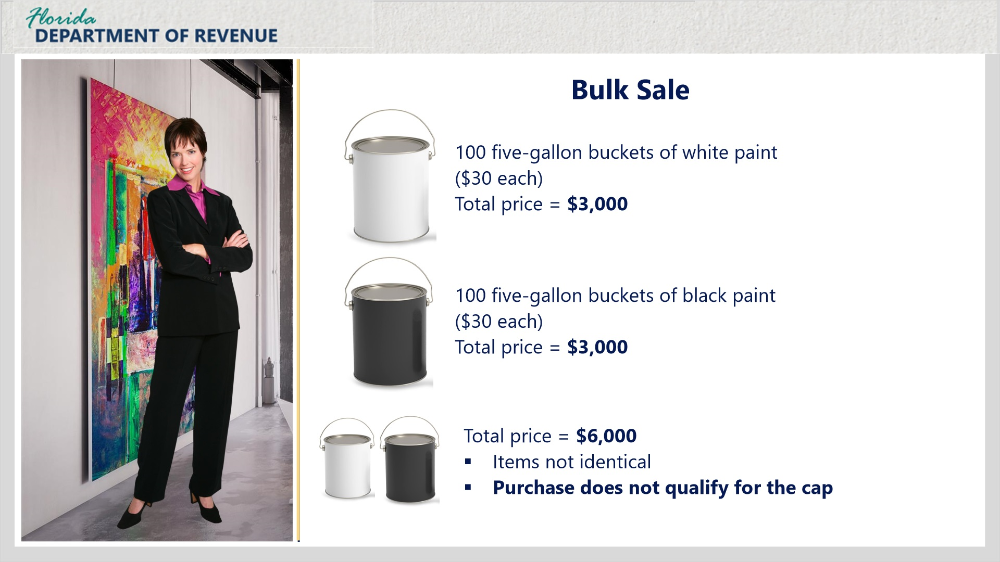 Florida
DEPARTMENT OF REVENUE
Bulk Sale
100 five-gallon buckets of white paint
($30 each)
Total price = $3,000
100 five-gallon buckets of black paint
($30 each)
Total price = $3,000
Total price = $6,000
▪ Items not identical
▪ Purchase does not qualify for the cap